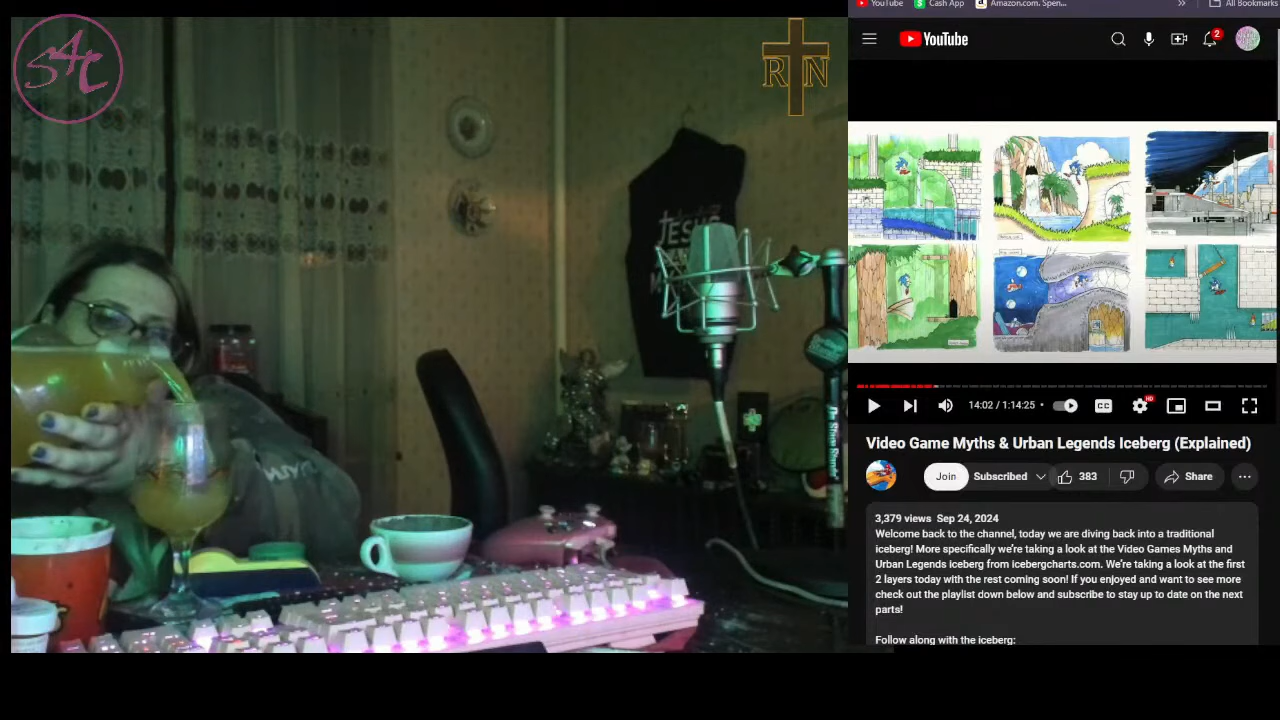 S4C
RN
JESUS
YouTube
Cash App
Amazon.com. Spen...
»
All Bookmarks
YouTube
2
14:02 / 1:14:25
CC
HD
Video Game Myths & Urban Legends Iceberg (Explained)
Join
Subscribed
383
Share
3,379 views Sep 24, 2024
Welcome back to the channel, today we are diving back into a traditional
iceberg! More specifically we're taking a look at the Video Games Myths and
Urban Legends iceberg from icebergcharts.com. We're taking a look at the first
2 layers today with the rest coming soon! If you enjoyed and want to see more
check out the playlist down below and subscribe to stay up to date on the next
parts!
Follow along with the iceberg: